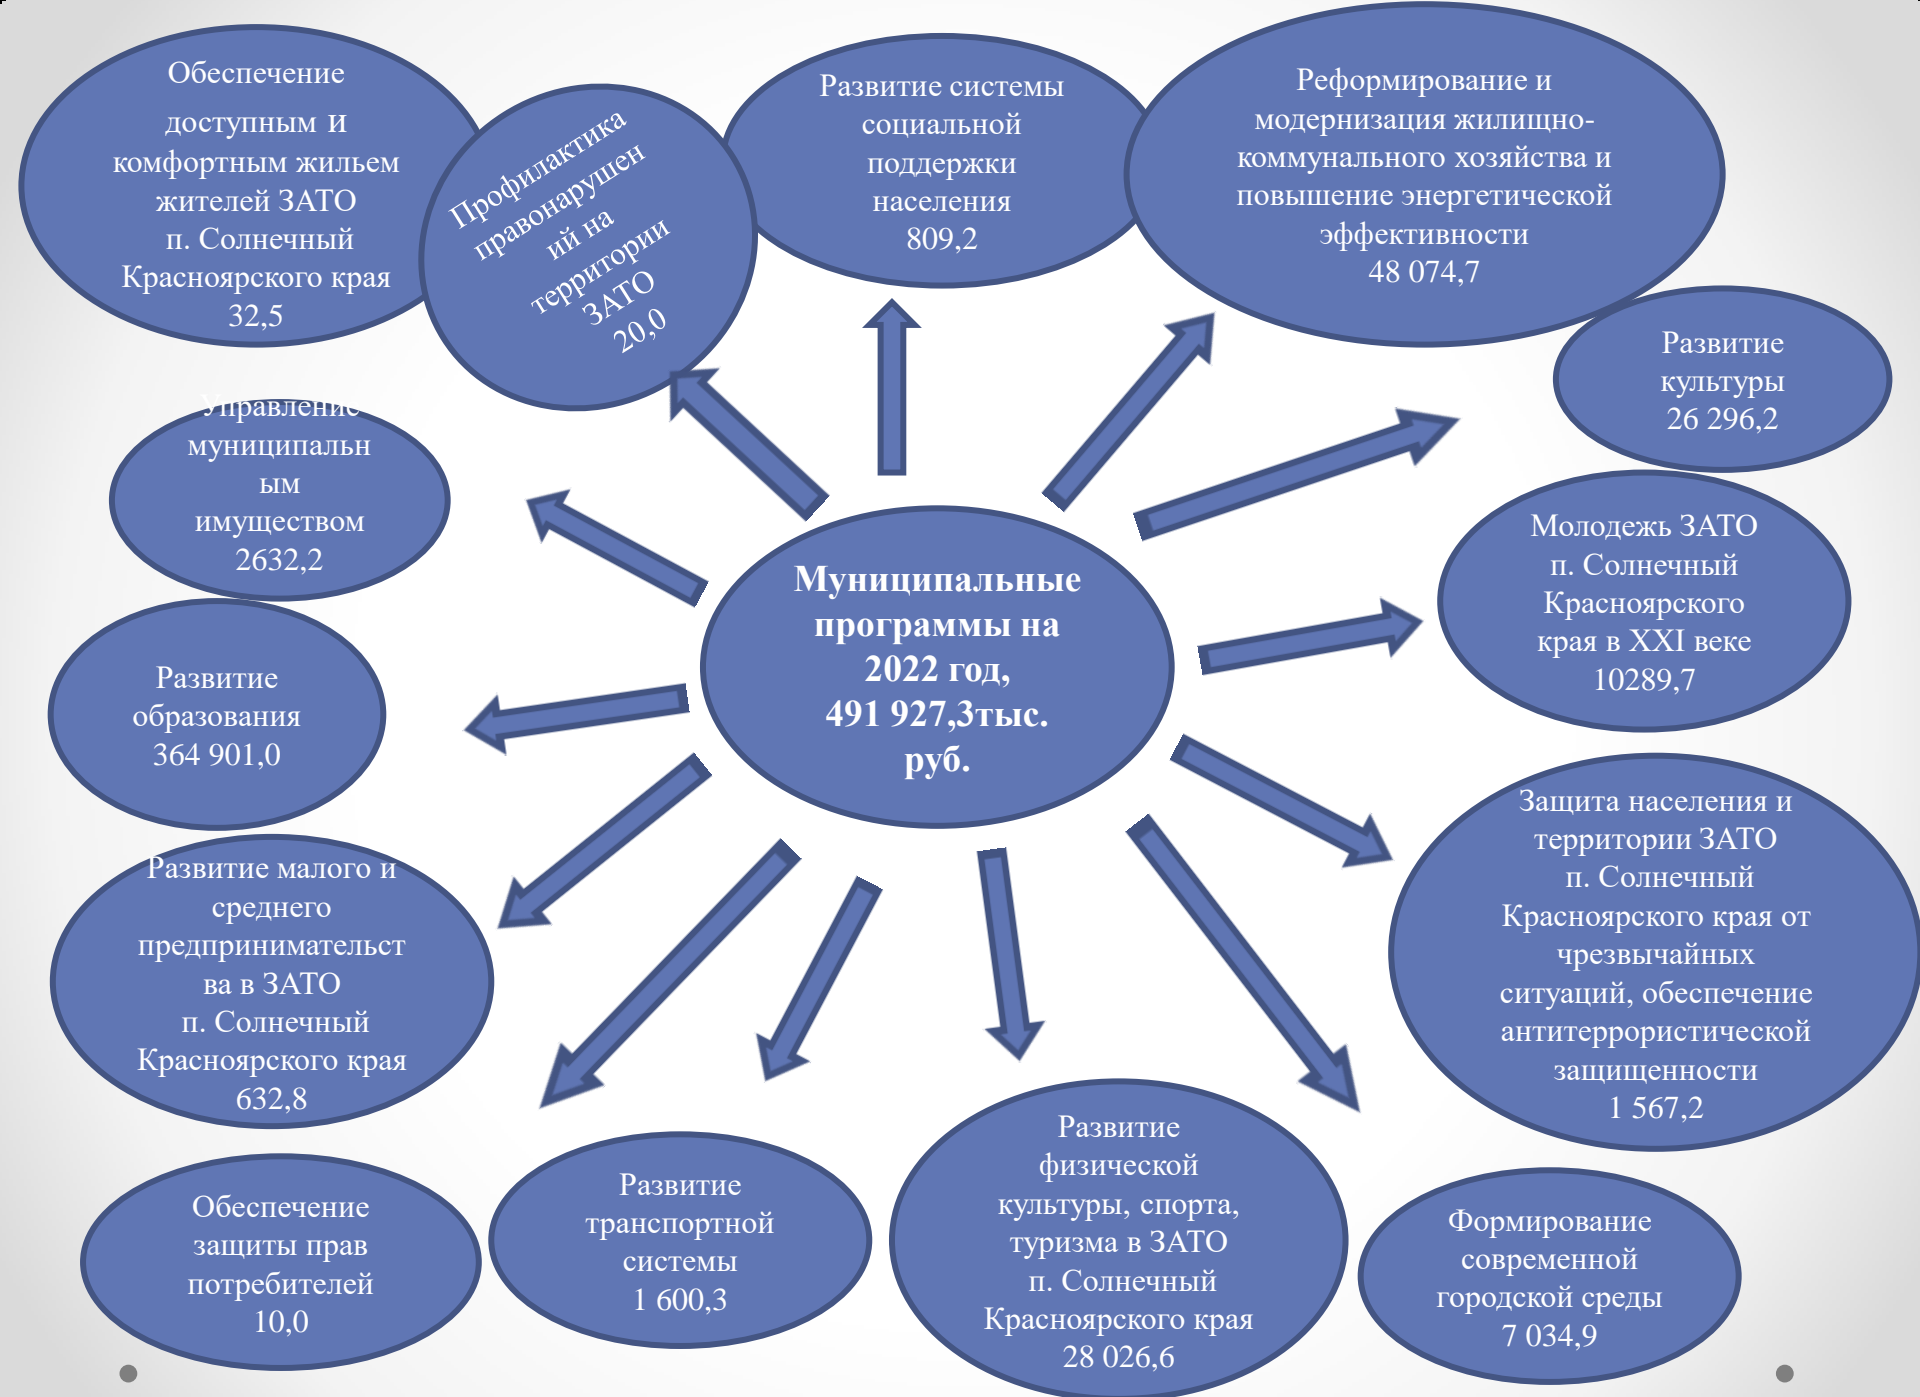 Обеспечение
доступным и
комфортным жильем
жителей ЗАТО
п. Солнечный
Красноярского края
32,5
Профилактика
правонарушен
ий на
территории
ЗАТО
20,0
Развитие системы
социальной
поддержки
населения
809,2
Реформирование и
модернизация жилищно-
коммунального хозяйства и
повышение энергетической
эффективности
48 074,7
Развитие
культуры
26 296,2
Управление
муниципальн
ым
имуществом
2632,2
Молодежь ЗАТО
п. Солнечный
Красноярского
края в XXI веке
10289,7
Муниципальные
программы на
2022 год,
491 927,3тыс.
руб.
Развитие
образования
364 901,0
Защита населения и
территории ЗАТО
п. Солнечный
Красноярского края от
чрезвычайных
ситуаций, обеспечение
антитеррористической
защищенности
1 567,2
Развитие малого и
среднего
предпринимательст
ва в ЗАТО
п. Солнечный
Красноярского края
632,8
Обеспечение
защиты прав
потребителей
10,0
Развитие
транспортной
системы
1 600,3
Развитие
физической
культуры, спорта,
туризма в ЗАТО
п. Солнечный
Красноярского края
28 026,6
Формирование
современной
городской среды
7 034,9